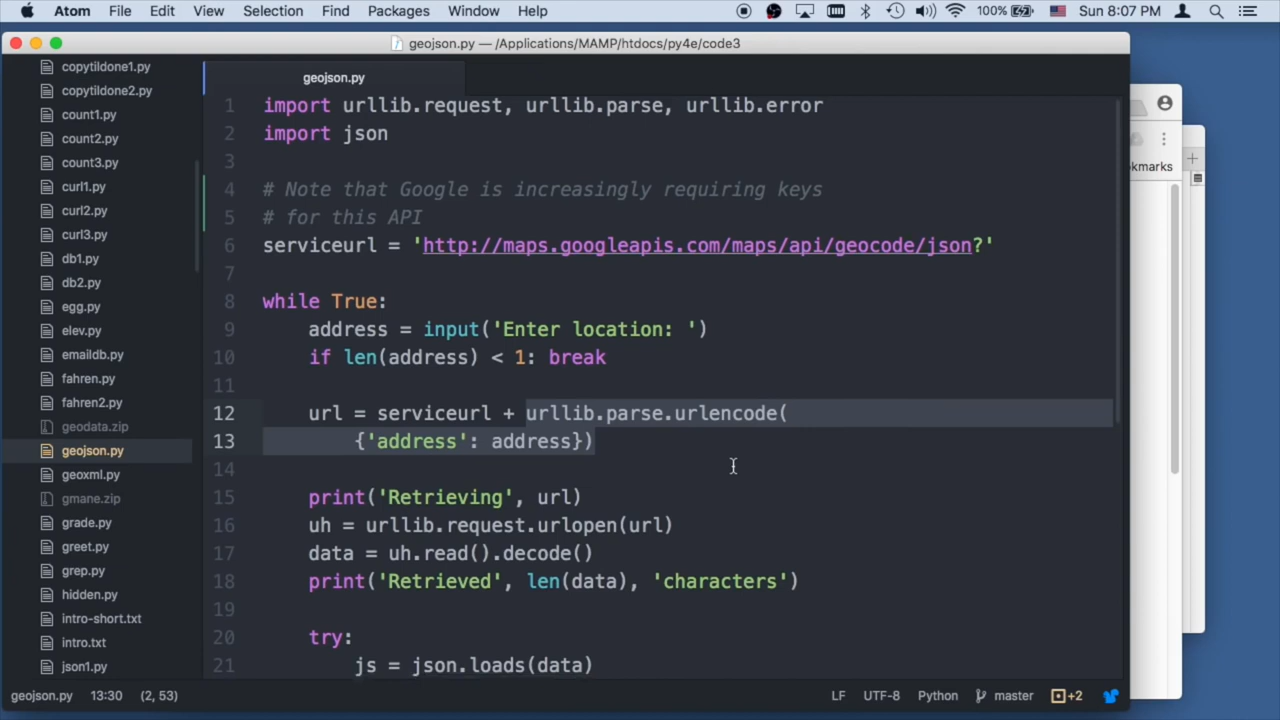 Atom File Edit View Selection Find Packages Window Help 100% Sun 8:07 PM
geojson.py — /Applications/MAMP/htdocs/py4e/code3
copytildone1.py
copytildone2.py
count1.py
count2.py
count3.py
curl1.py
curl2.py
curl3.py
db1.py
db2.py
egg.py
elev.py
emaildb.py
fahren.py
fahren2.py
geodata.zip
geojson.py
geoxml.py
gmane.zip
grade.py
greet.py
grep.py
hidden.py
intro-short.txt
intro.txt
json1.py
geojson.py
1 import urllib.request, urllib.parse, urllib.error
2 import json
3
4 # Note that Google is increasingly requiring keys
5 # for this API
6 serviceurl = 'http://maps.googleapis.com/maps/api/geocode/json?'
7
8 while True:
9 address = input('Enter location: ')
10 if len(address) < 1: break
11
12 url = serviceurl + urllib.parse.urlencode(
13 {'address': address})
14
15 print('Retrieving', url)
16 uh = urllib.request.urlopen(url)
17 data = uh.read().decode()
18 print('Retrieved', len(data), 'characters')
19
20 try:
21 js = json.loads(data)
okmarks
geojson.py 13:30 (2, 53) LF UTF-8 Python master +2